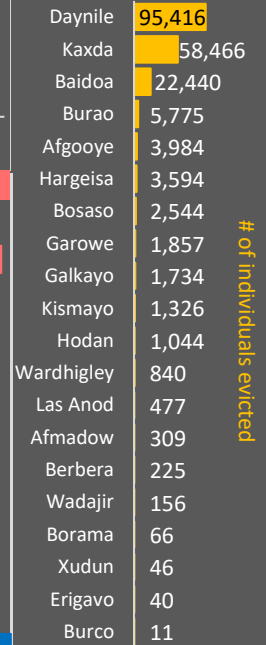 Daynile 95,416
Kaxda 58,466
Baidoa 22,440
Burao 5,775
Afgooye 3,984
Hargeisa 3,594
Bosaso 2,544
Garowe 1,857
Galkayo 1,734
Kismayo 1,326
Hodan 1,044
Wardhigley 840
Las Anod 477
Afmadow 309
Berbera 225
Wadajir 156
Borama 66
Xudun 46
Erigavo 40
Burco 11
# of individuals evicted